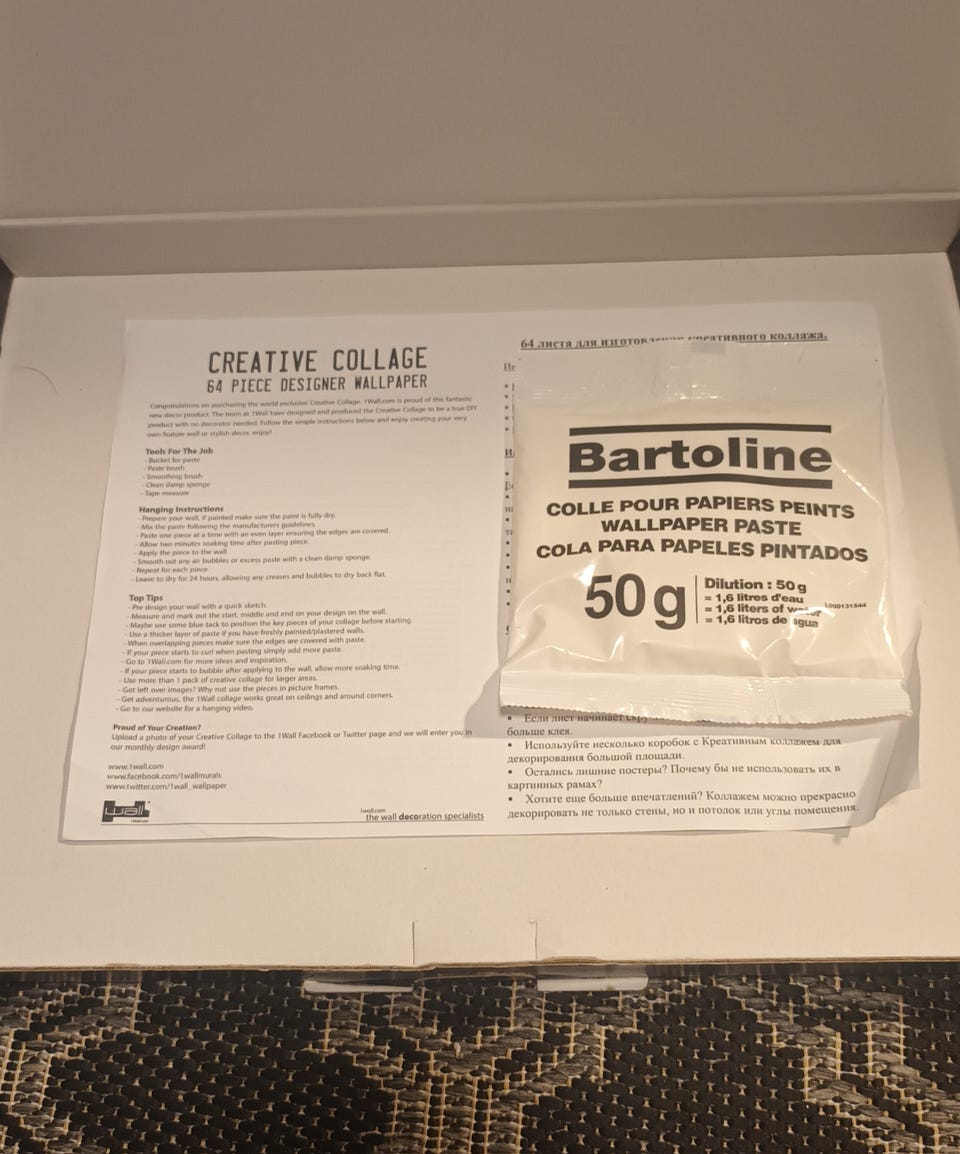 CREATIVE COLLAGE
64 PIECE DESIGNER WALLPAPER
Congratulations on purchasing the world exclusive Creative Collage. 1Wall.com is proud of this fantastic
new decor product. The team at 1Wall have designed and produced the Creative Collage to be a true DIY
product with no decorator needed. Follow the simple instructions below and enjoy creating your very
own feature wall or stylish decor, enjoy!
Tools For The Job
- Bucket for paste
- Paste brush
- Smoothing brush
- Clean damp sponge
- Tape measure
Hanging Instructions
- Prepare your wall, if painted make sure the paint is fully dry.
- Mix the paste following the manufacturers guidelines.
- Paste one piece at a time with an even layer ensuring the edges are covered.
- Allow two minutes soaking time after pasting piece.
- Apply the piece to the wall.
- Smooth out any air bubbles or excess paste with a clean damp sponge.
- Repeat for each piece.
- Leave to dry for 24 hours, allowing any creases and bubbles to dry back flat.
Top Tips
- Pre design your wall with a quick sketch.
- Measure and mark out the start, middle and end on your design on the wall.
- Maybe use some blue tack to position the key pieces of your collage before starting.
- Use a thicker layer of paste if you have freshly painted/plastered walls.
- When overlapping pieces make sure the edges are covered with paste.
- If your piece starts to curl when pasting simply add more paste.
- Go to 1Wall.com for more ideas and inspiration.
- If your piece starts to bubble after applying to the wall, allow more soaking time.
- Use more than 1 pack of creative collage for larger areas.
- Got left over images? Why not use the pieces in picture frames.
- Get adventurous, the 1Wall collage works great on ceilings and around corners.
- Go to our website for a hanging video.
Proud of Your Creation?
Upload a photo of your Creative Collage to the 1Wall Facebook or Twitter page and we will enter you in
our monthly design award!
www.1wall.com
www.facebook.com/1wallmurals
www.twitter.com/1wall_wallpaper
1wall
1Wall.com
1wall.com
the wall decoration specialists
64 листа для изготовления креативного коллажа.
Bartoline
COLLE POUR PAPIERS PEINTS
WALLPAPER PASTE
COLA PARA PAPELES PINTADOS
50g
Dilution : 50g
= 1,6 litres d'eau
= 1,6 liters of water
= 1,6 litros de agua
L000131544
▪ Если лист начинает
больше клея.
▪ Используйте несколько коробок с Креативным коллажем для
декорирования большой площади.
▪ Остались лишние постеры? Почему бы не использовать их в
картинных рамах?
▪ Хотите еще больше впечатлений? Коллажем можно прекрасно
декорировать не только стены, но и потолок или углы помещения.